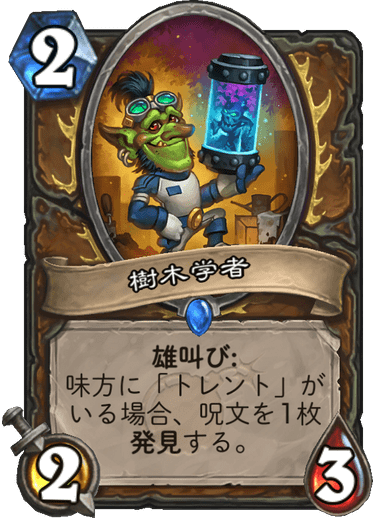 2
樹木学者
雄叫び:
味方に「トレント」が
いる場合、呪文を1枚
発見する。
2
3